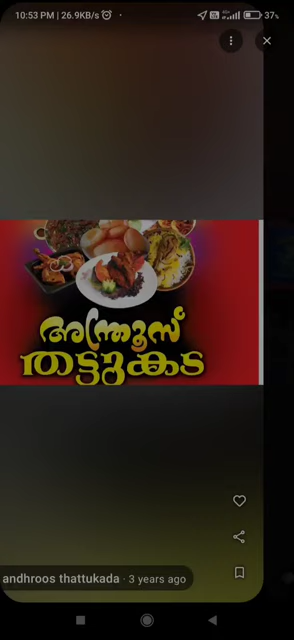 10:53 PM | 26.9KB/s
37%
അന്ത്രൂസ്
തട്ടുകട
andhroos thattukada · 3 years ago